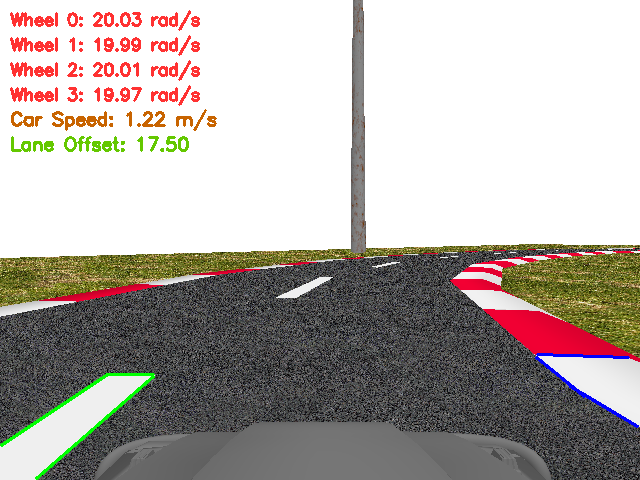 Wheel 0: 20.03 rad/s
Wheel 1: 19.99 rad/s
Wheel 2: 20.01 rad/s
Wheel 3: 19.97 rad/s
Car Speed: 1.22 m/s
Lane Offset: 17.50